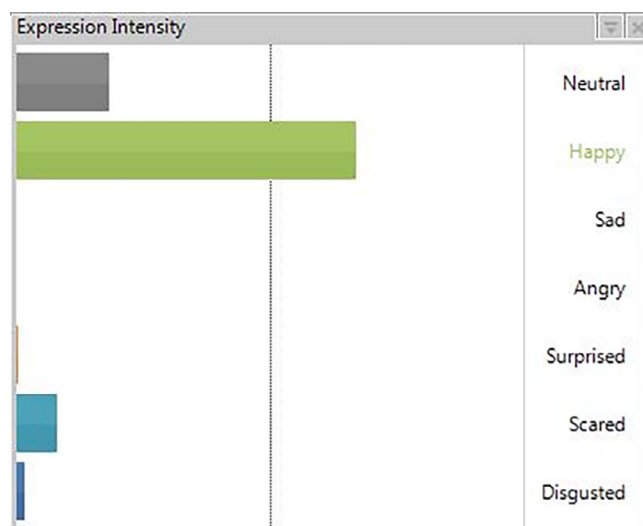 Expression Intensity
Neutral
Happy
Sad
Angry
Surprised
Scared
Disgusted